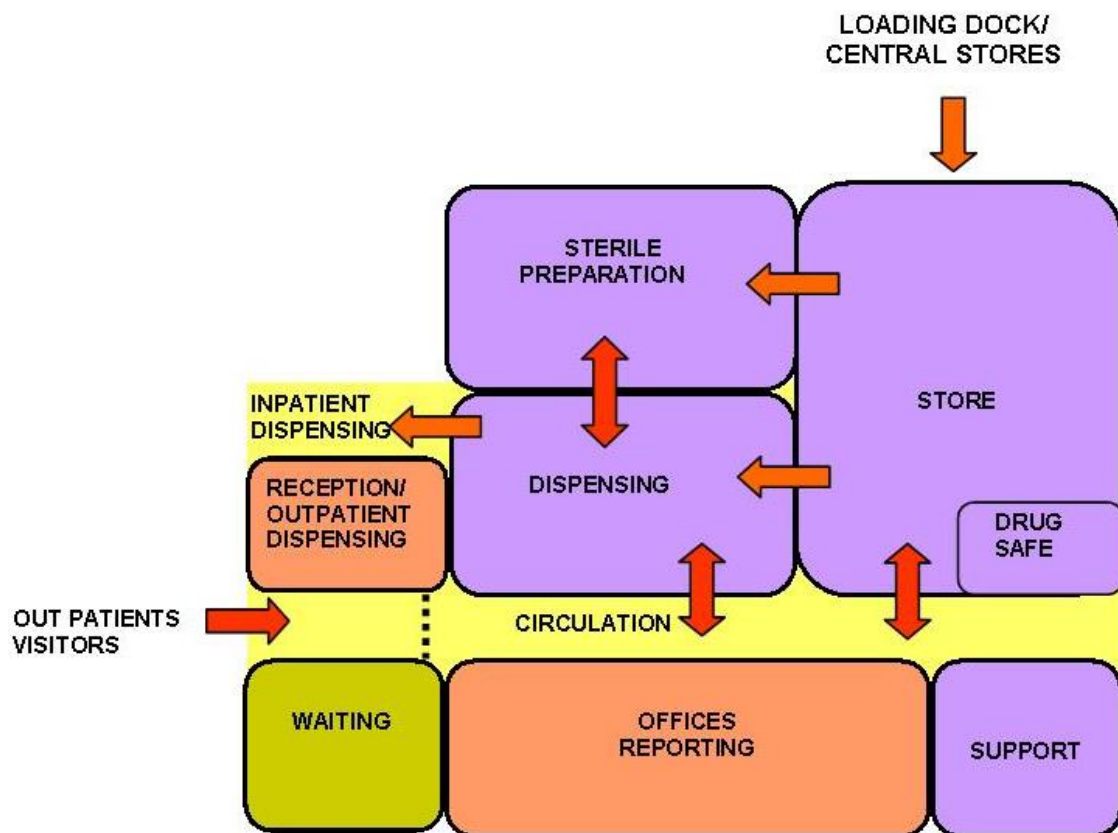 LOADING DOCK/
CENTRAL STORES
STERILE
PREPARATION
STORE
INPATIENT
DISPENSING
DISPENSING
RECEPTION/
OUTPATIENT
DISPENSING
DRUG
SAFE
OUT PATIENTS
VISITORS
CIRCULATION
WAITING
OFFICES
REPORTING
SUPPORT